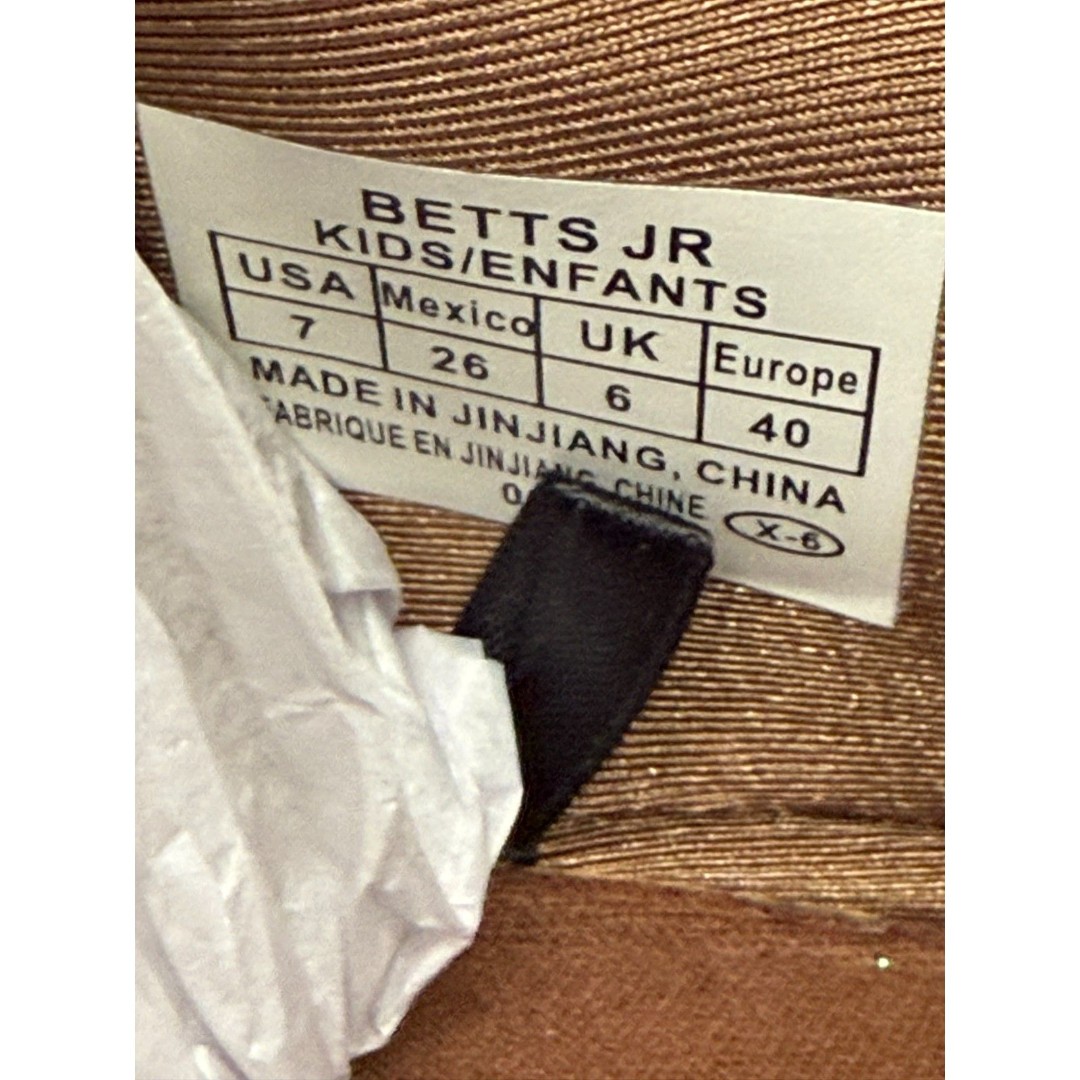 BETTS JR
KIDS/ENFANTS
USA Mexico UK Europe
7 26 6 40
MADE IN JINJIANG, CHINA
FABRIQUE EN JINJIANG, CHINE
X-6